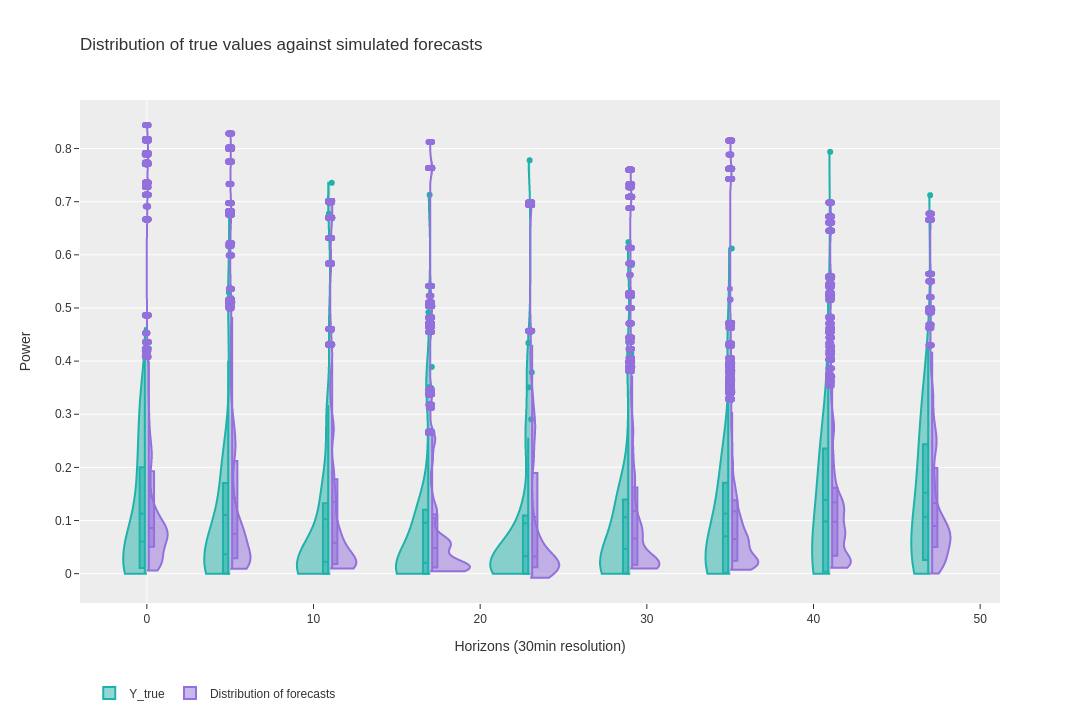 Distribution of true values against simulated forecasts
0.8
0.7
0.6
0.5
0.4
0.3
0.2
0.1
0
Power
0 10 20 30 40 50
Horizons (30min resolution)
Y_true Distribution of forecasts